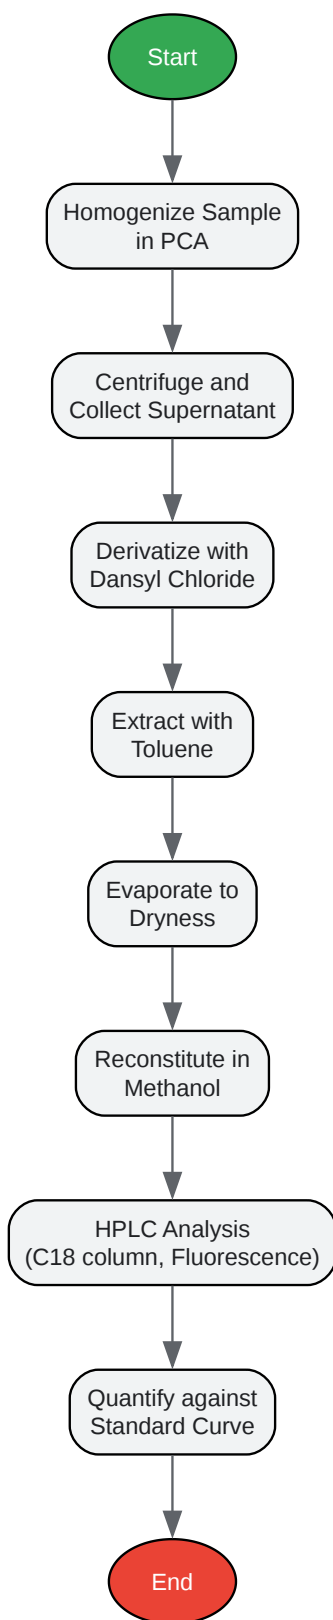 Start
Homogenize Sample
in PCA
Centrifuge and
Collect Supernatant
Derivatize with
Dansyl Chloride
Extract with
Toluene
Evaporate to
Dryness
Reconstitute in
Methanol
HPLC Analysis
(C18 column, Fluorescence)
Quantify against
Standard Curve
End